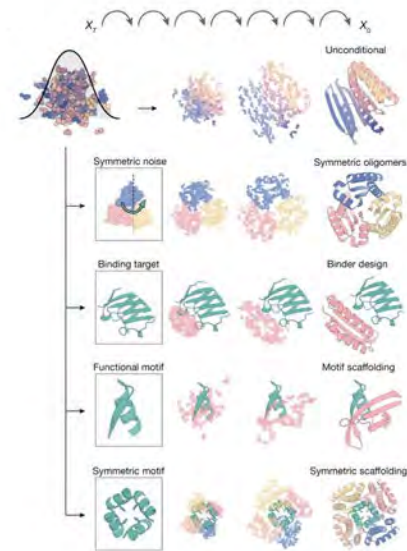 X_T X_0
Unconditional
Symmetric noise Symmetric oligomers
Binding target Binder design
Functional motif Motif scaffolding
Symmetric motif Symmetric scaffolding